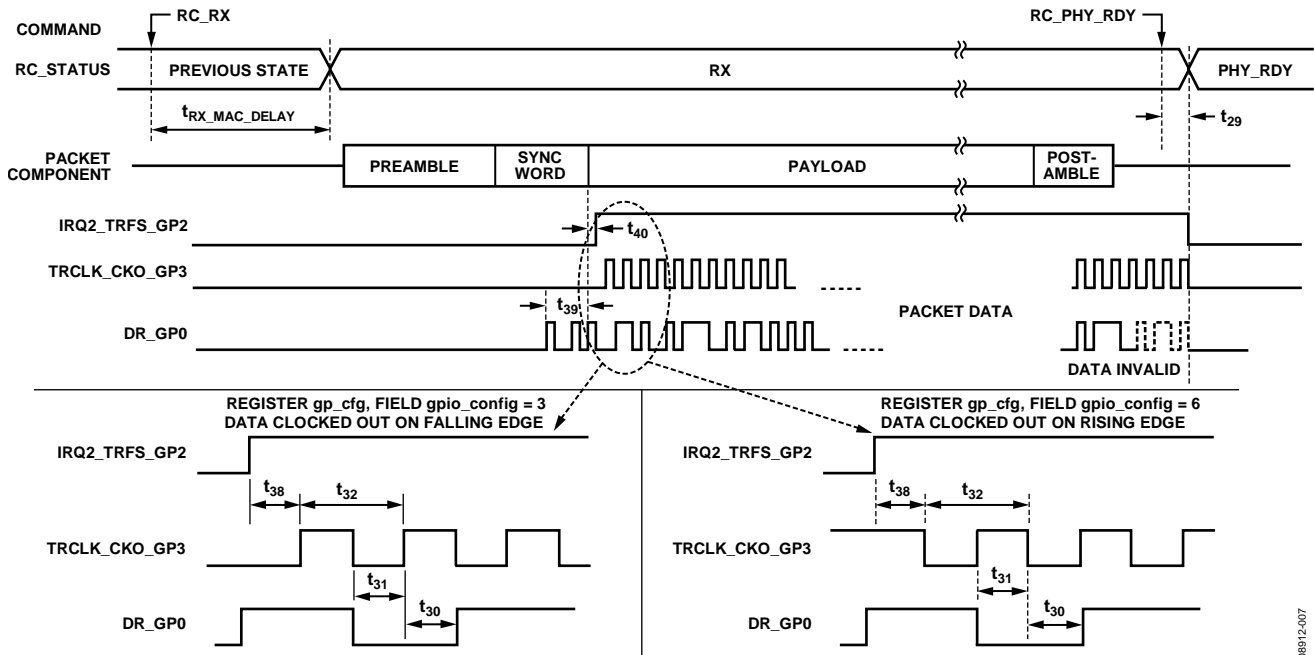 RC_RX
RC_PHY_RDY
COMMAND
RC_STATUS
PREVIOUS STATE
RX
PHY_RDY
tRX_MAC_DELAY
t29
PACKET
COMPONENT
PREAMBLE
SYNC
WORD
PAYLOAD
POST-
AMBLE
IRQ2_TRFS_GP2
t40
TRCLK_CKO_GP3
t39
PACKET DATA
DR_GP0
DATA INVALID
REGISTER gp_cfg, FIELD gpio_config = 3
DATA CLOCKED OUT ON FALLING EDGE
IRQ2_TRFS_GP2
t38
t32
TRCLK_CKO_GP3
t31
t30
DR_GP0
REGISTER gp_cfg, FIELD gpio_config = 6
DATA CLOCKED OUT ON RISING EDGE
IRQ2_TRFS_GP2
t38
t32
TRCLK_CKO_GP3
t31
t30
DR_GP0
08912-007